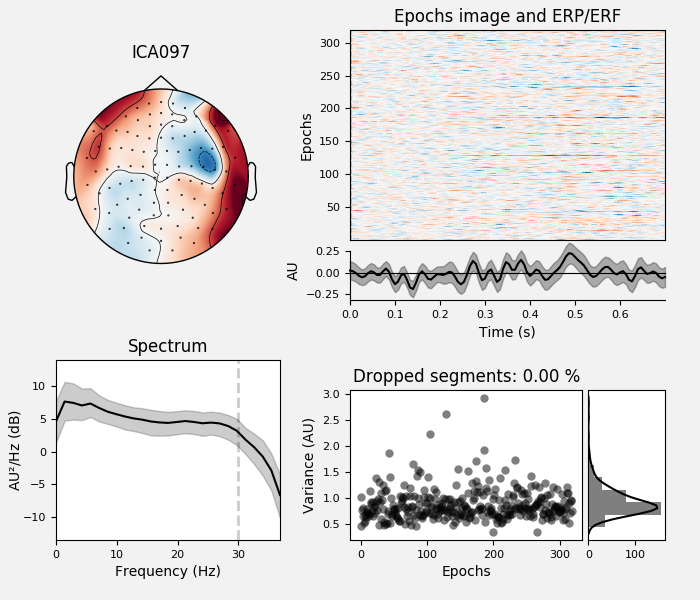 ICA097
Epochs image and ERP/ERF
Epochs
300
250
200
150
100
50
AU
0.25
0.00
−0.25
0.0 0.1 0.2 0.3 0.4 0.5 0.6
Time (s)
Spectrum
AU²/Hz (dB)
10
5
0
−5
−10
0 10 20 30
Frequency (Hz)
Dropped segments: 0.00 %
Variance (AU)
3.0
2.5
2.0
1.5
1.0
0.5
0 100 200 300
Epochs
0 100